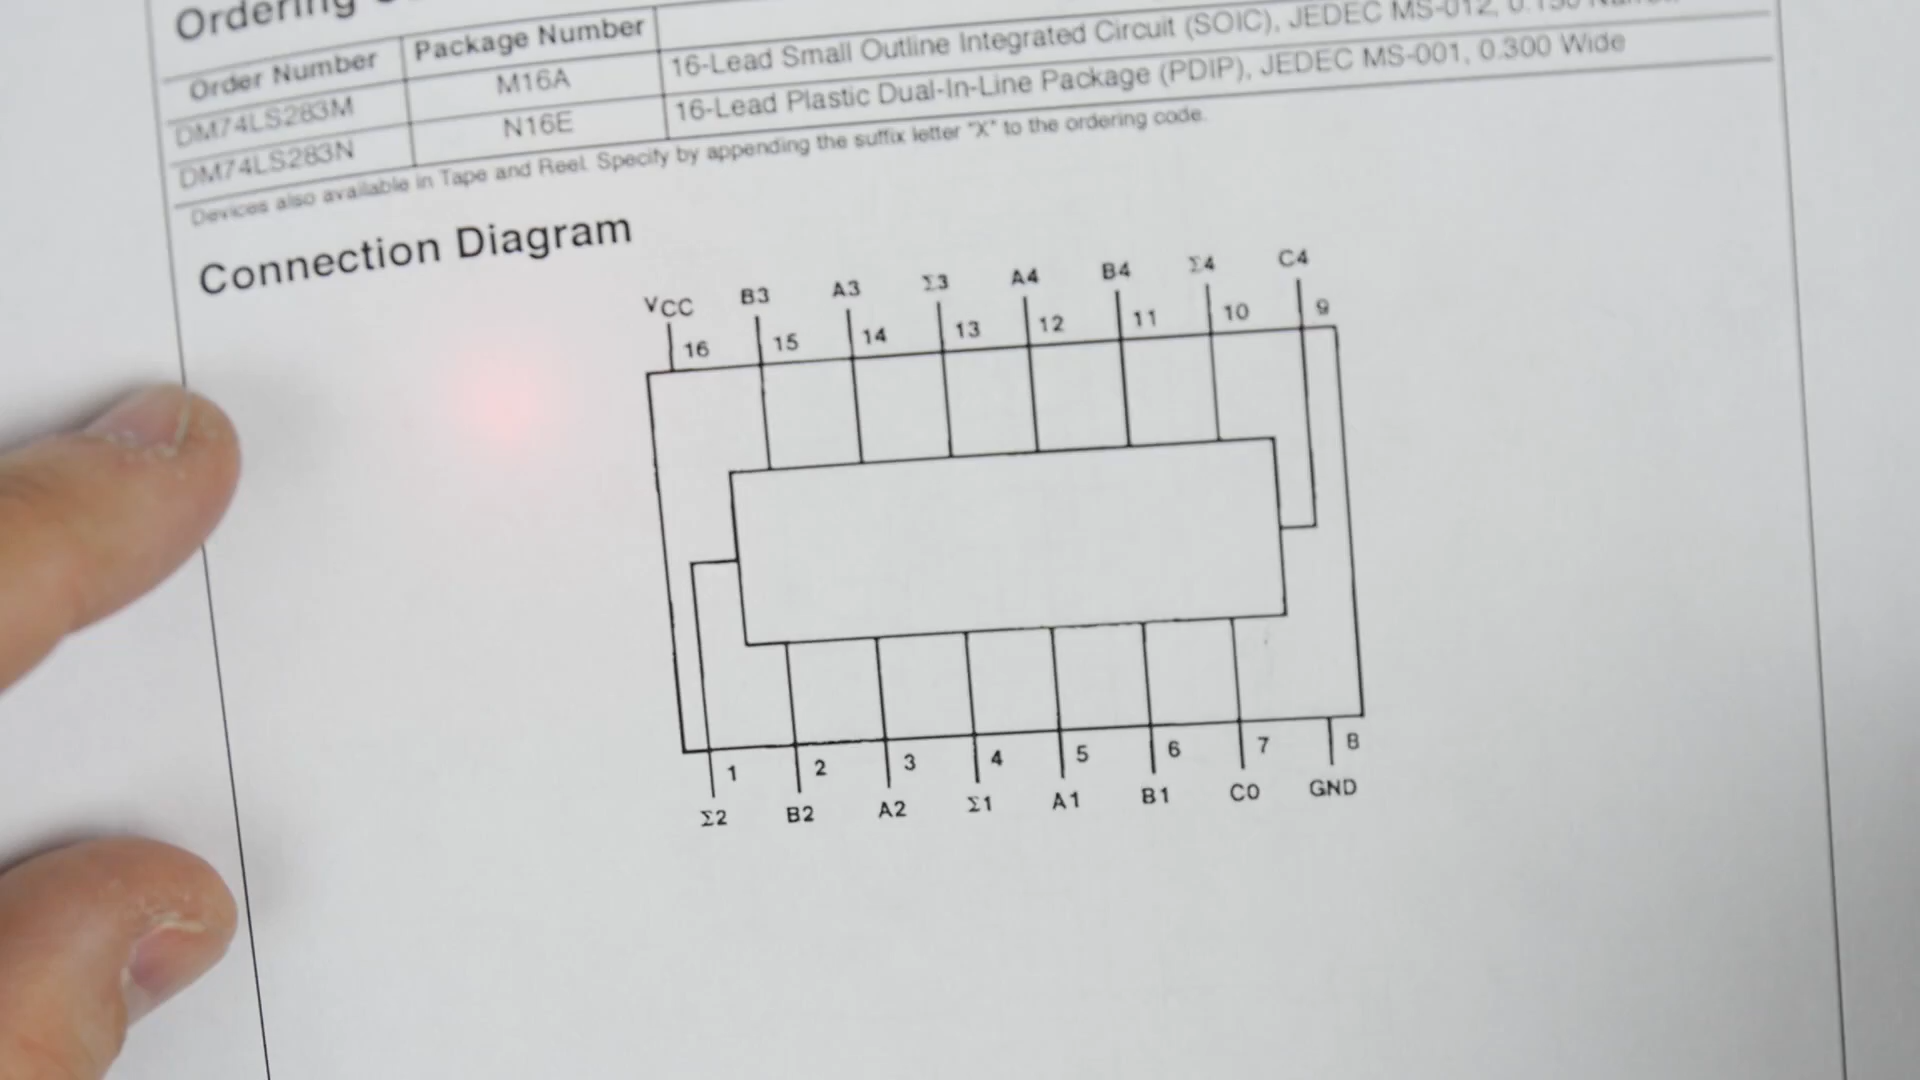 Ordering
Order Number Package Number
DM74LS283M M16A 16-Lead Small Outline Integrated Circuit (SOIC), JEDEC MS-012, 0.150 Narrow
DM74LS283N N16E 16-Lead Plastic Dual-In-Line Package (PDIP), JEDEC MS-001, 0.300 Wide
Devices also available in Tape and Reel. Specify by appending the suffix letter "X" to the ordering code.
Connection Diagram
VCC B3 A3 Σ3 A4 B4 Σ4 C4
16 15 14 13 12 11 10 9
1 2 3 4 5 6 7 8
Σ2 B2 A2 Σ1 A1 B1 C0 GND